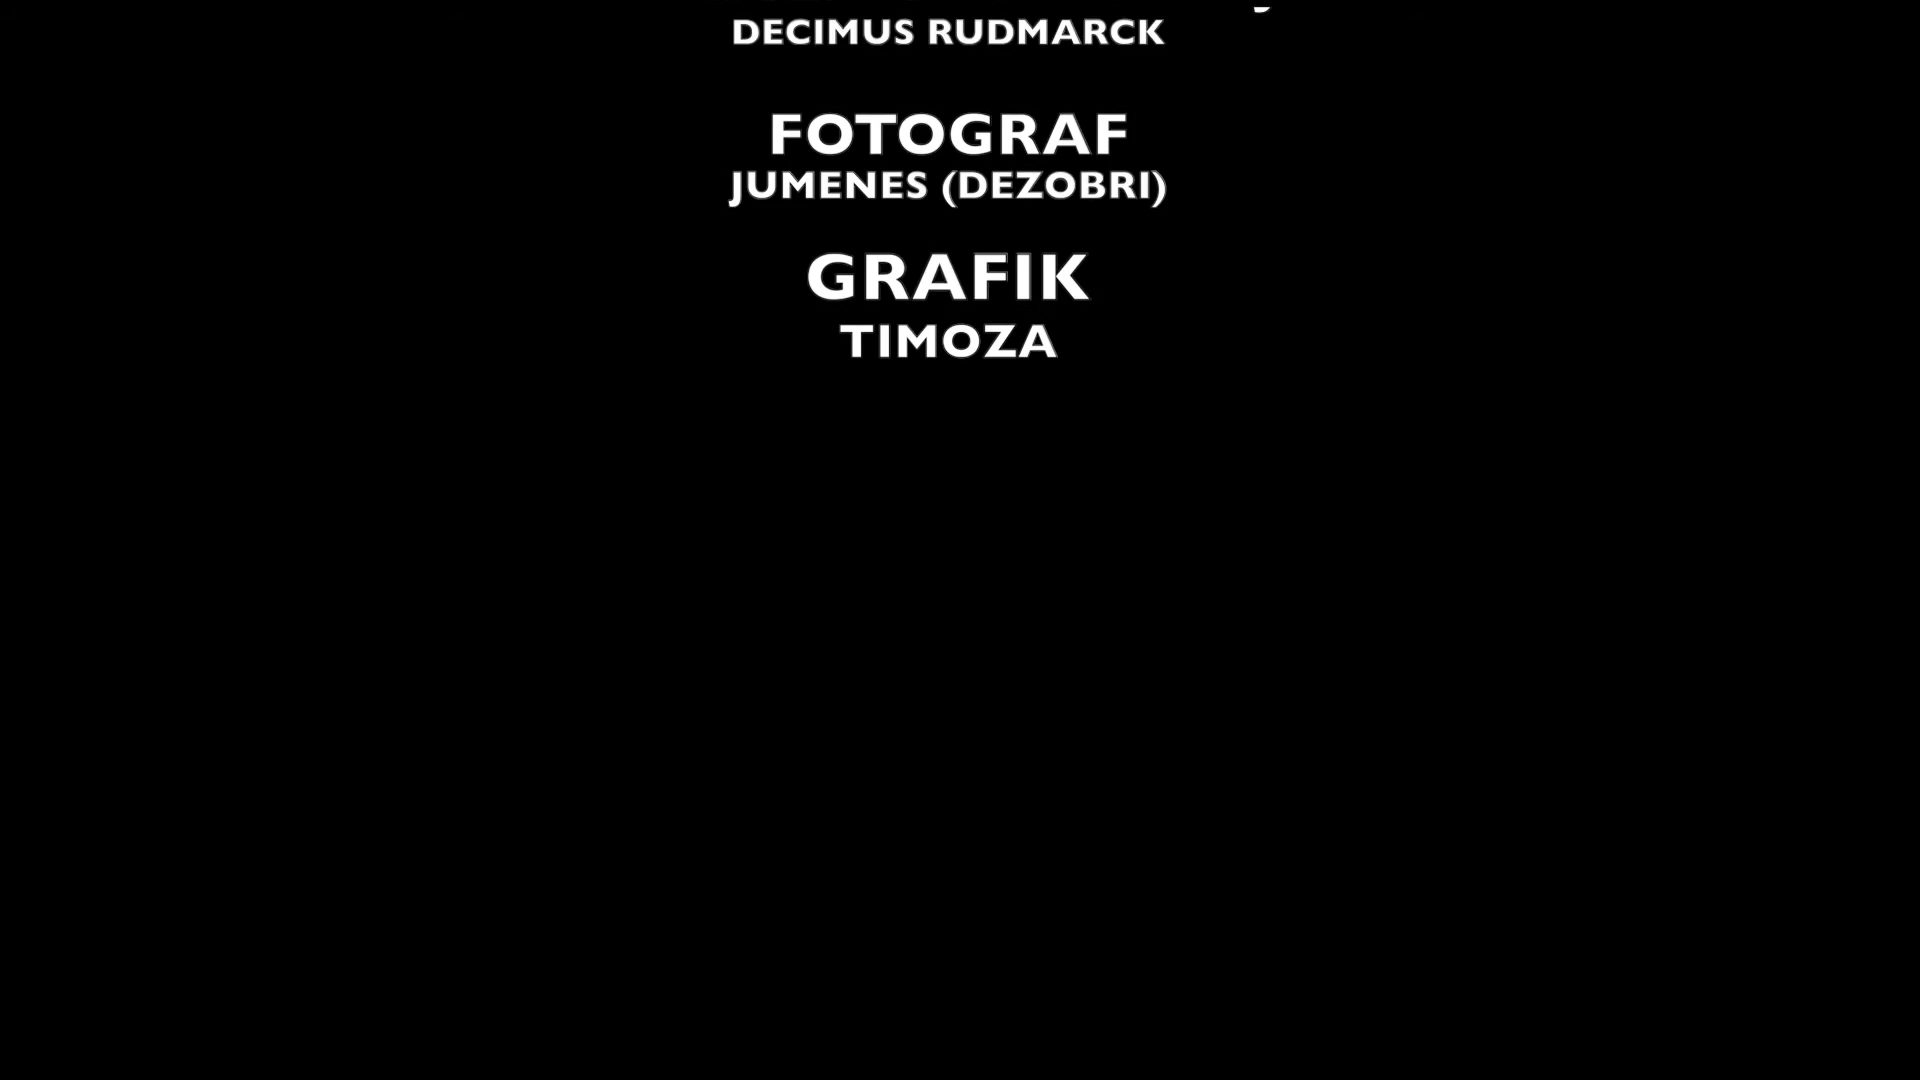 DECIMUS RUDMARCK
FOTOGRAF
JUMENES (DEZOBRI)
GRAFIK
TIMOZA